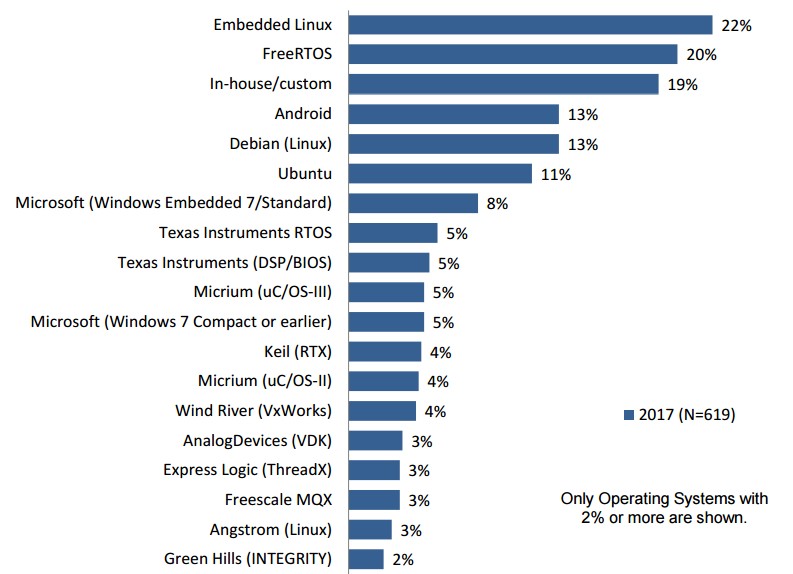 Embedded Linux 22%
FreeRTOS 20%
In-house/custom 19%
Android 13%
Debian (Linux) 13%
Ubuntu 11%
Microsoft (Windows Embedded 7/Standard) 8%
Texas Instruments RTOS 5%
Texas Instruments (DSP/BIOS) 5%
Micrium (uC/OS-III) 5%
Microsoft (Windows 7 Compact or earlier) 5%
Keil (RTX) 4%
Micrium (uC/OS-II) 4%
Wind River (VxWorks) 4%
2017 (N=619)
AnalogDevices (VDK) 3%
Express Logic (ThreadX) 3%
Freescale MQX 3%
Angstrom (Linux) 3%
Green Hills (INTEGRITY) 2%
Only Operating Systems with
2% or more are shown.